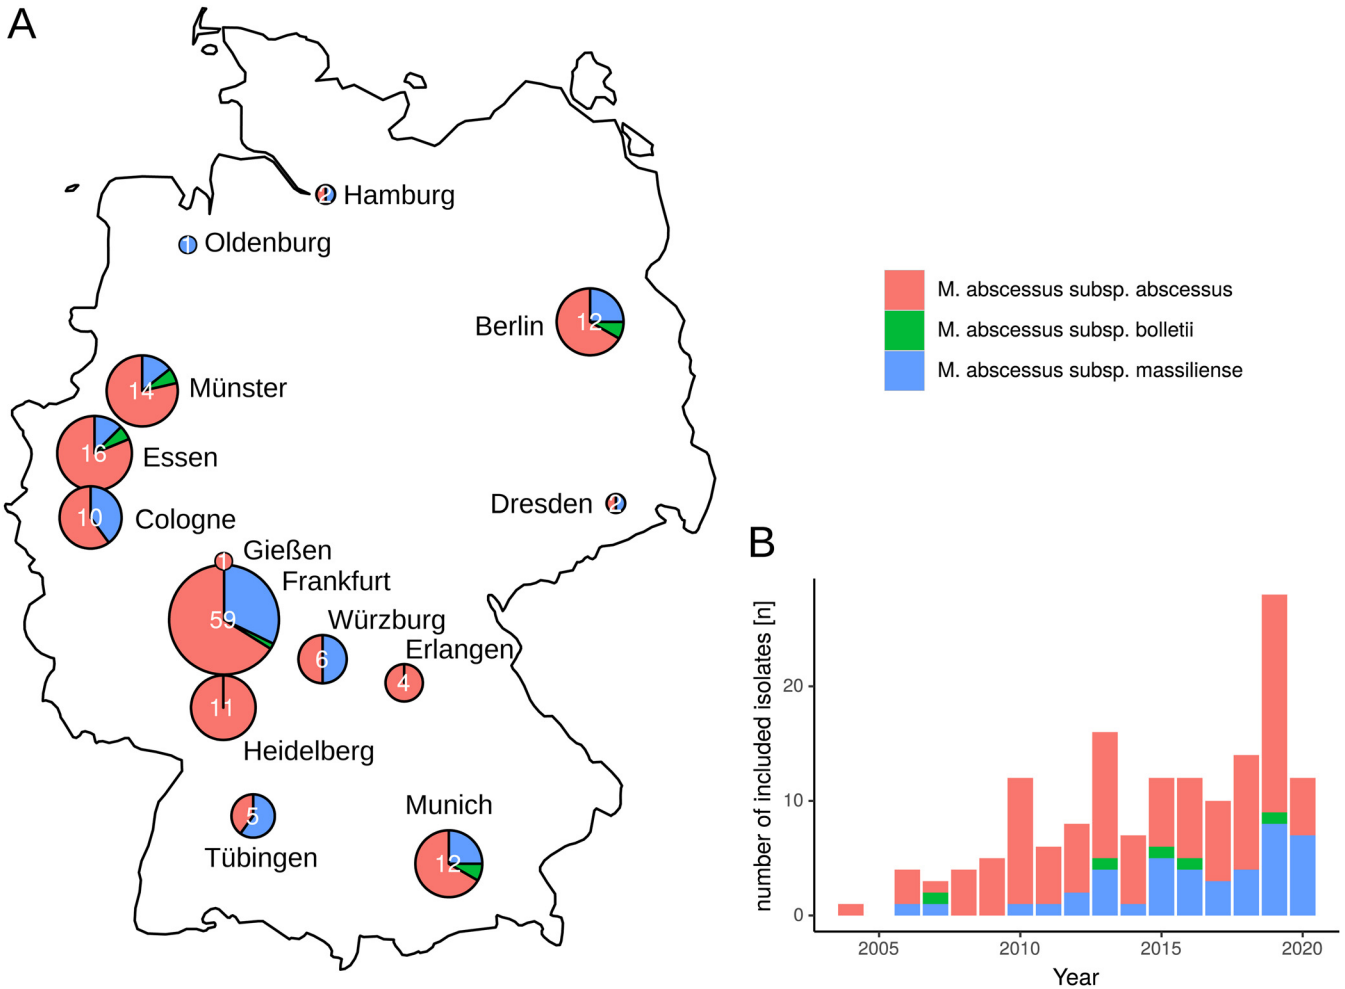 A
2 Hamburg
1 Oldenburg
12
Berlin
14
Münster
16
Essen
10
Cologne
Dresden 2
1
Gießen
Frankfurt
59
Würzburg
6
Erlangen
4
11
Heidelberg
5
Tübingen
Munich
12
M. abscessus subsp. abscessus
M. abscessus subsp. bolletii
M. abscessus subsp. massiliense
B
number of included isolates [n]
20
10
0
2005 2010 2015 2020
Year